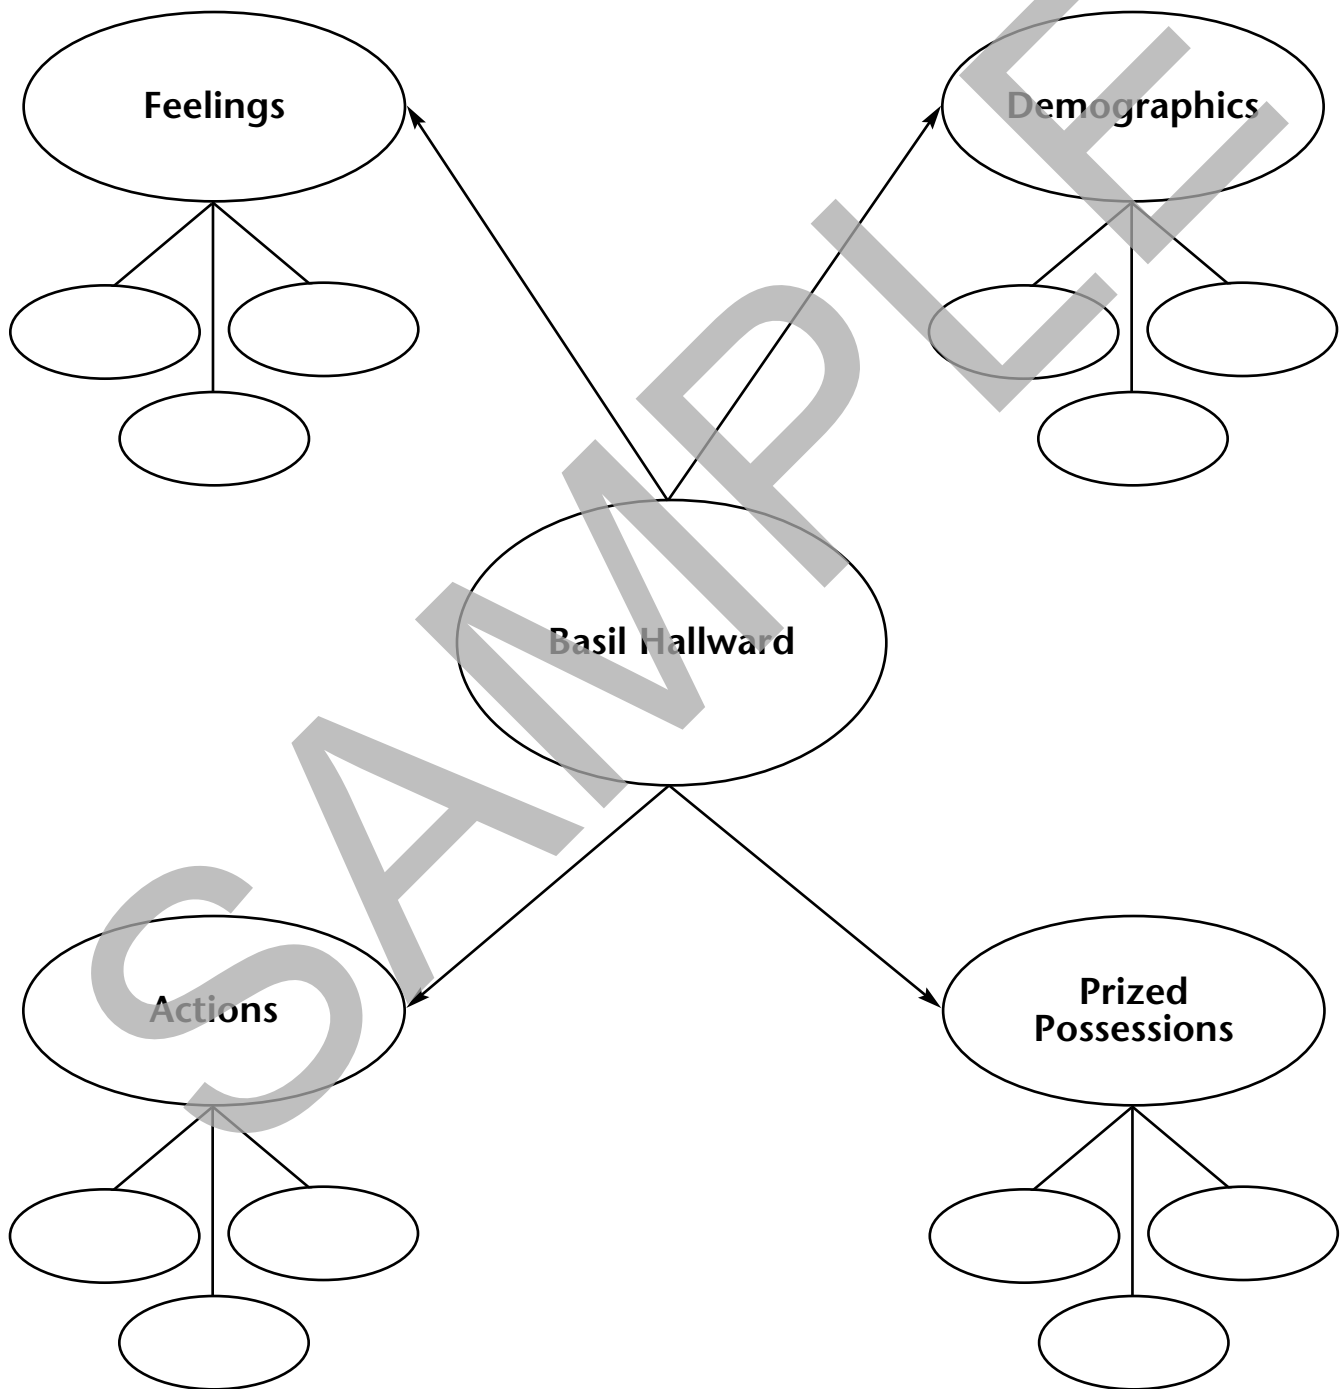 Feelings
Demographics
Basil Hallward
Actions
Prized
Possessions
SAMPLE